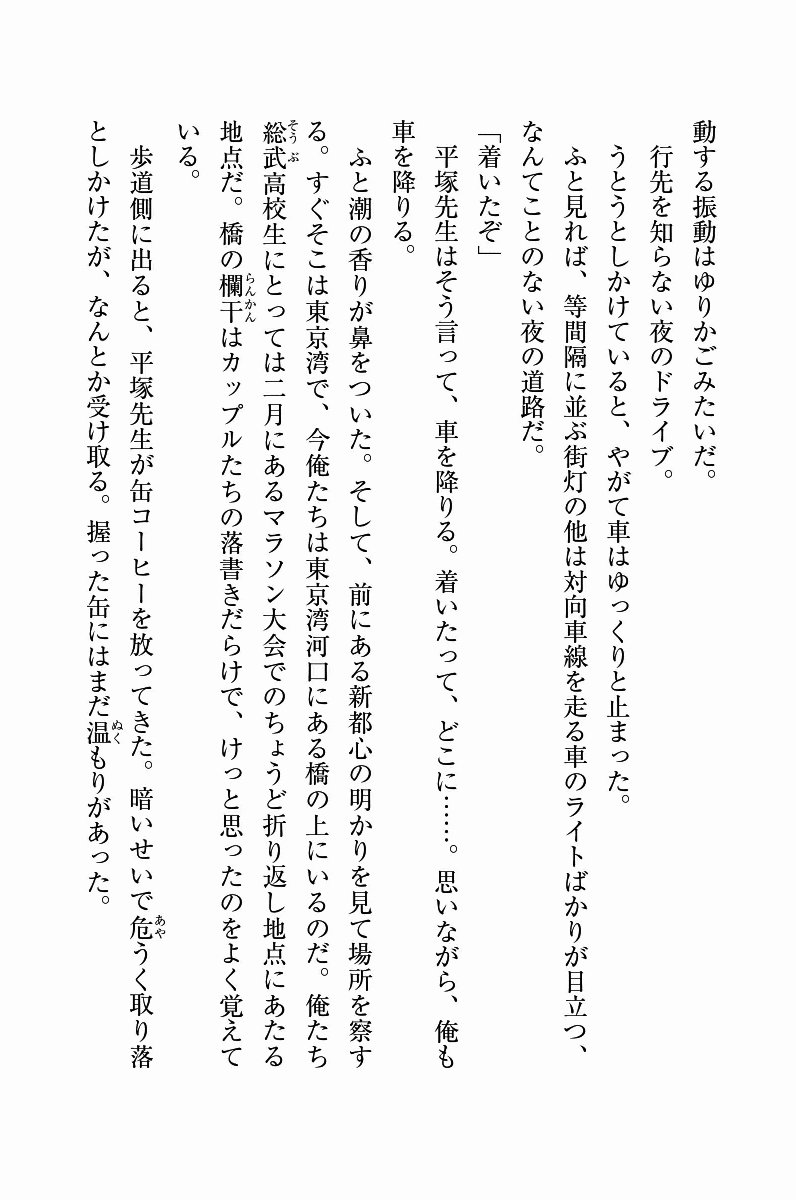 動する振動はゆりかごみたいだ。
　行先を知らない夜のドライブ。
　うとうとしかけていると、やがて車はゆっくりと止まった。
　ふと見れば、等間隔に並ぶ街灯の他は対向車線を走る車のライトばかりが目立つ、
なんてことのない夜の道路だ。
「着いたぞ」
　平塚先生はそう言って、車を降りる。着いたって、どこに……。思いながら、俺も
車を降りる。
　ふと潮の香りが鼻をついた。そして、前にある新都心の明かりを見て場所を察す
る。すぐそこは東京湾で、今俺たちは東京湾河口にある橋の上にいるのだ。俺たち
総武高校生にとっては二月にあるマラソン大会でのちょうど折り返し地点にあたる
地点だ。橋の欄干はカップルたちの落書きだらけで、けっと思ったのをよく覚えて
いる。
　歩道側に出ると、平塚先生が缶コーヒーを放ってきた。暗いせいで危うく取り落
としかけたが、なんとか受け取る。握った缶にはまだ温もりがあった。